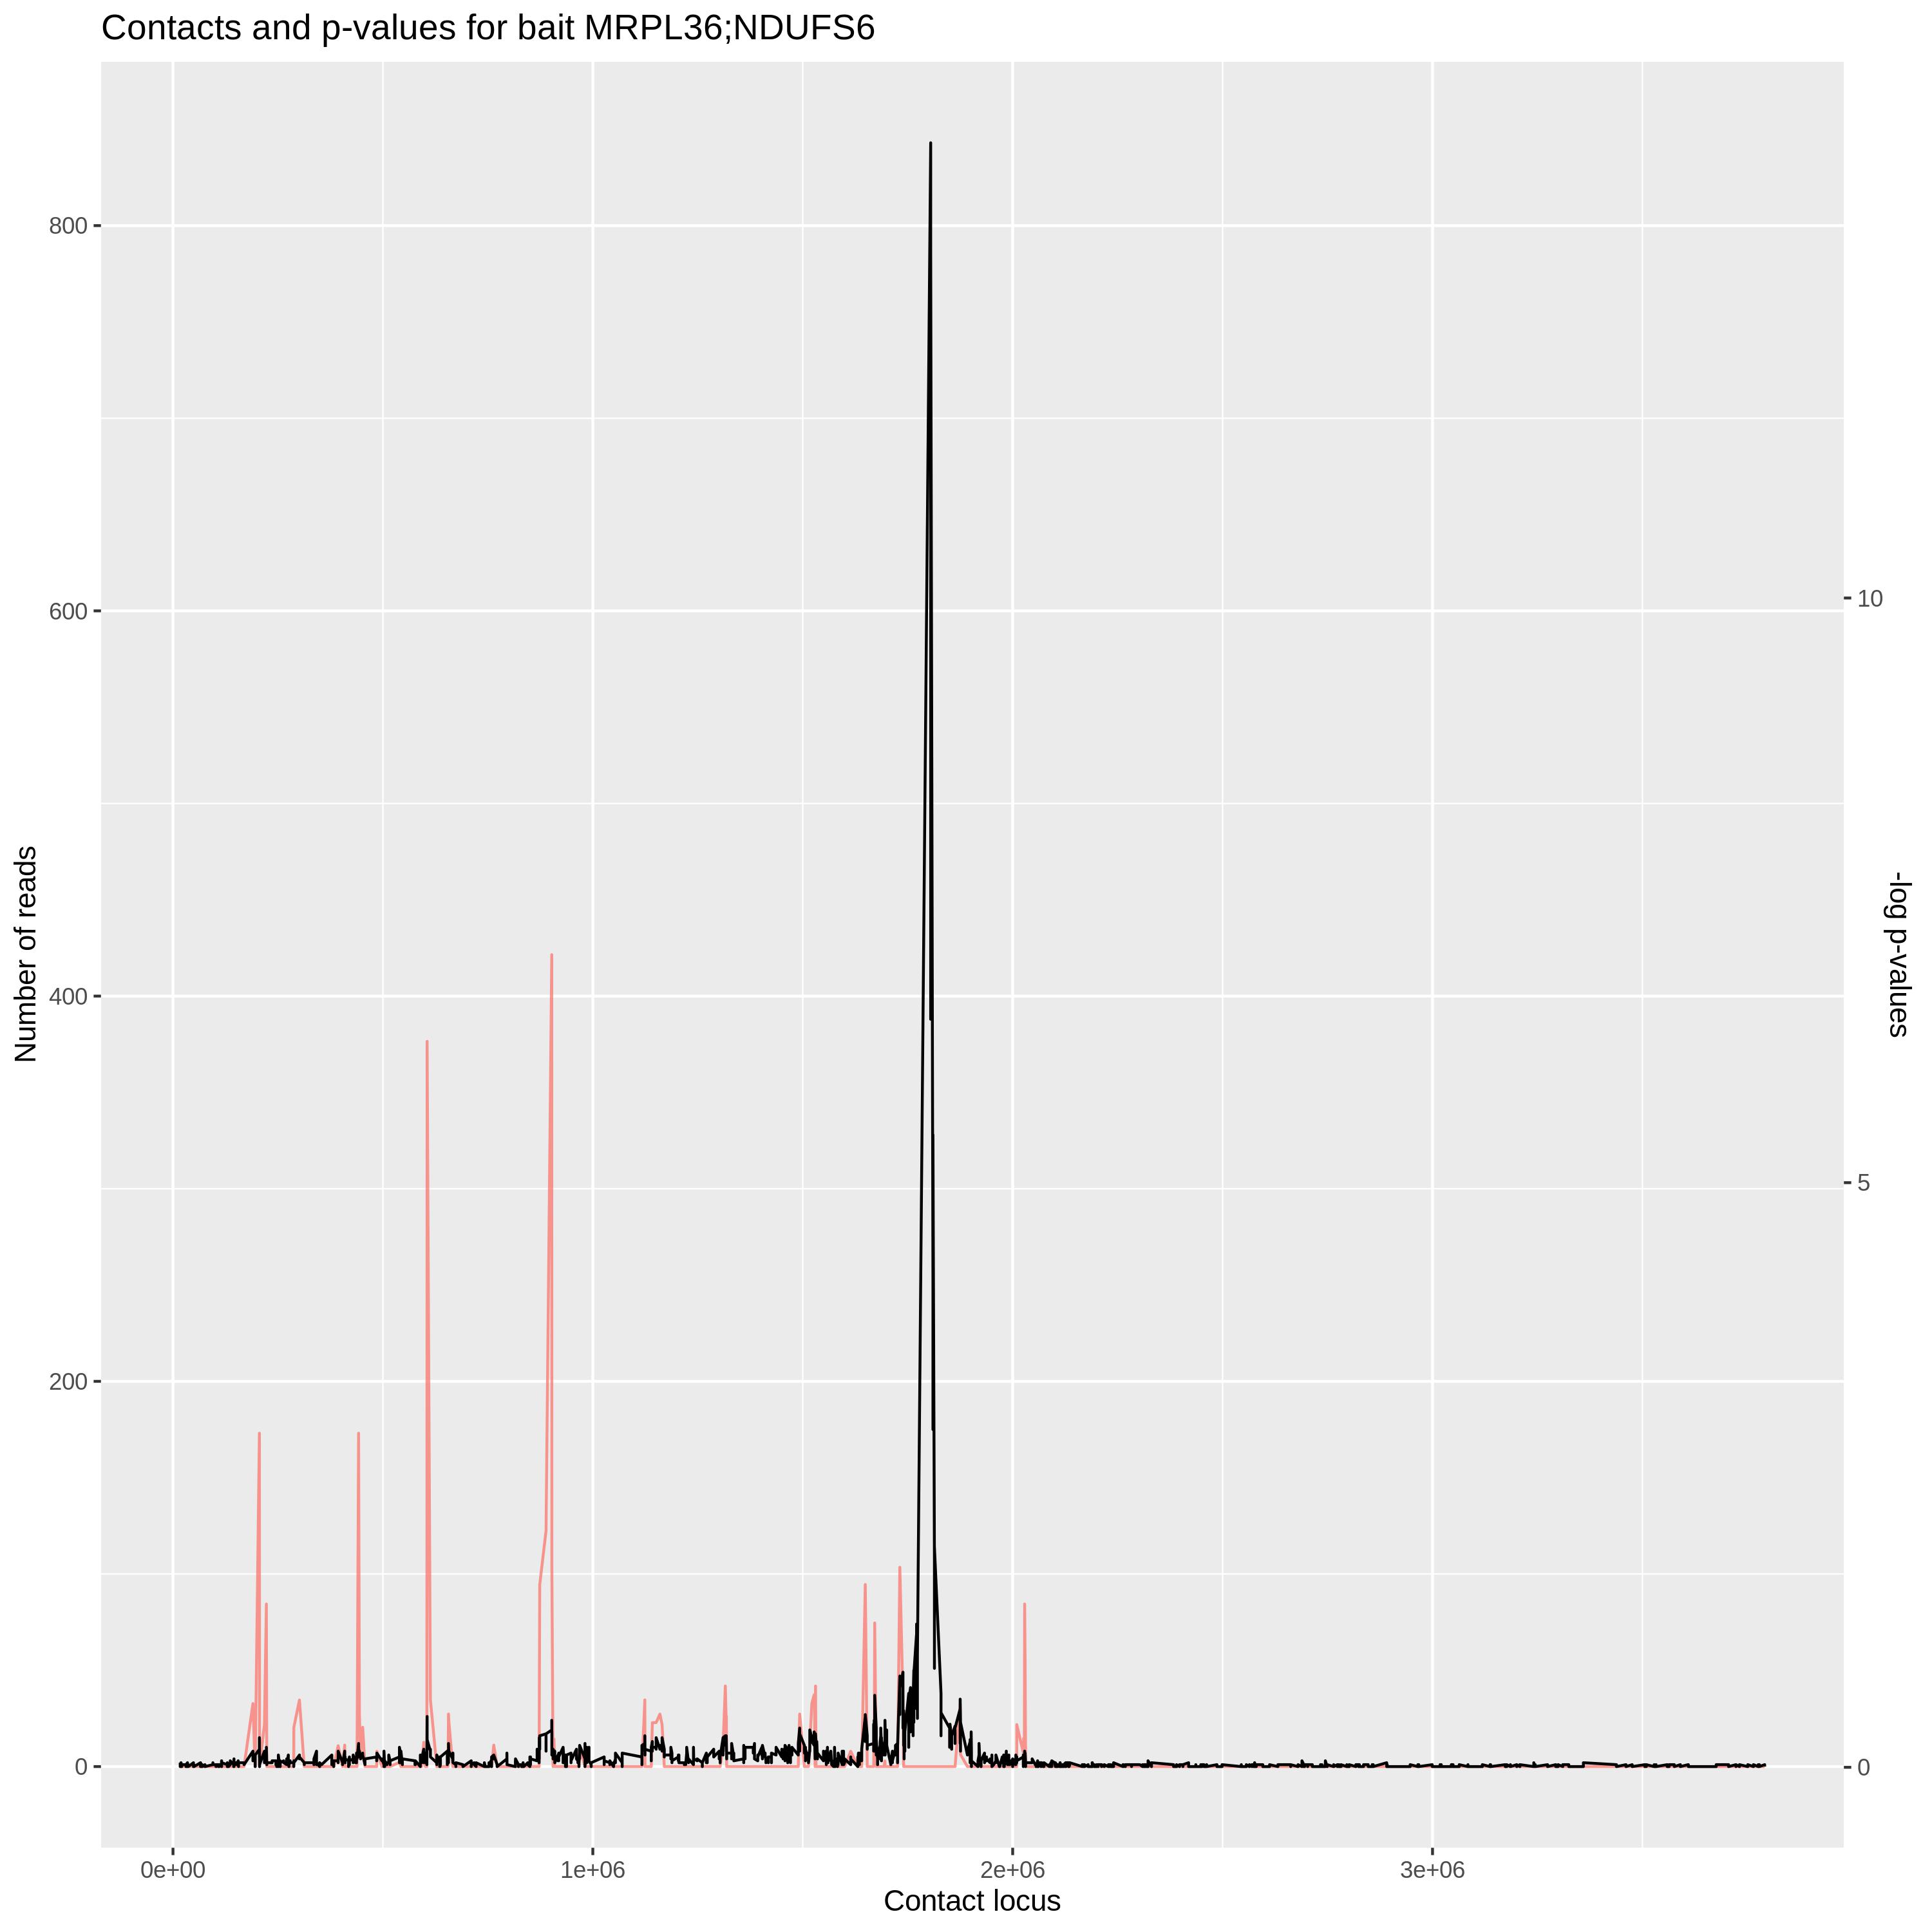 Contacts and p-values for bait MRPL36;NDUFS6
800
600
400
200
0
Number of reads
10
5
0
-log p-values
0e+00
1e+06
2e+06
3e+06
Contact locus